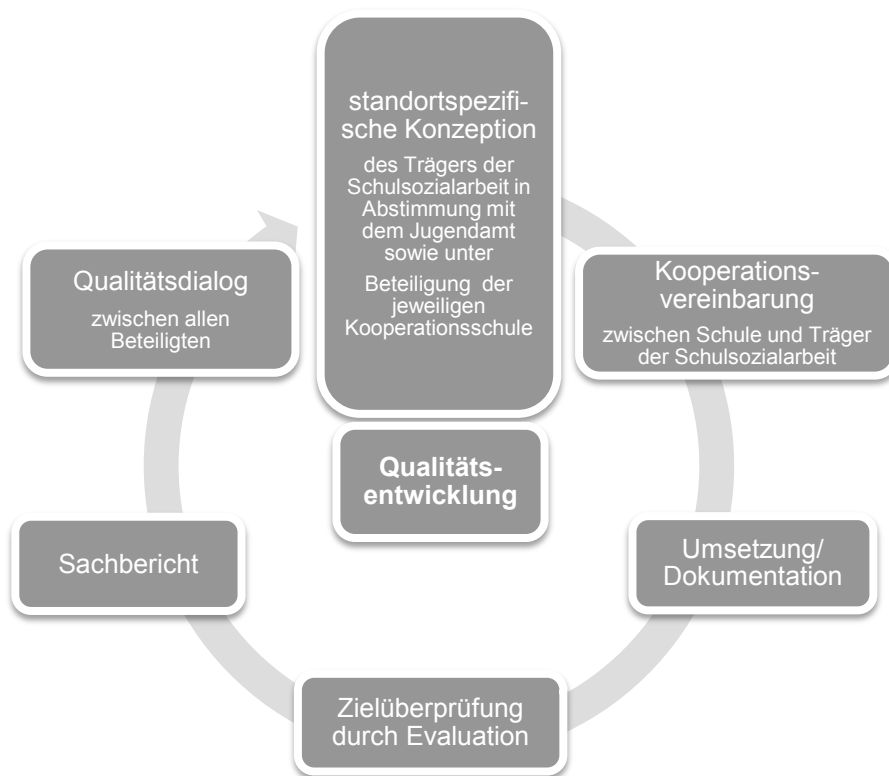 standortspezifi-
sche Konzeption
des Trägers der
Schulsozialarbeit in
Abstimmung mit
dem Jugendamt
sowie unter
Beteiligung der
jeweiligen
Kooperationsschule
Kooperations-
vereinbarung
zwischen Schule und Träger
der Schulsozialarbeit
Umsetzung/
Dokumentation
Zielüberprüfung
durch Evaluation
Sachbericht
Qualitätsdialog
zwischen allen
Beteiligten
Qualitäts-
entwicklung